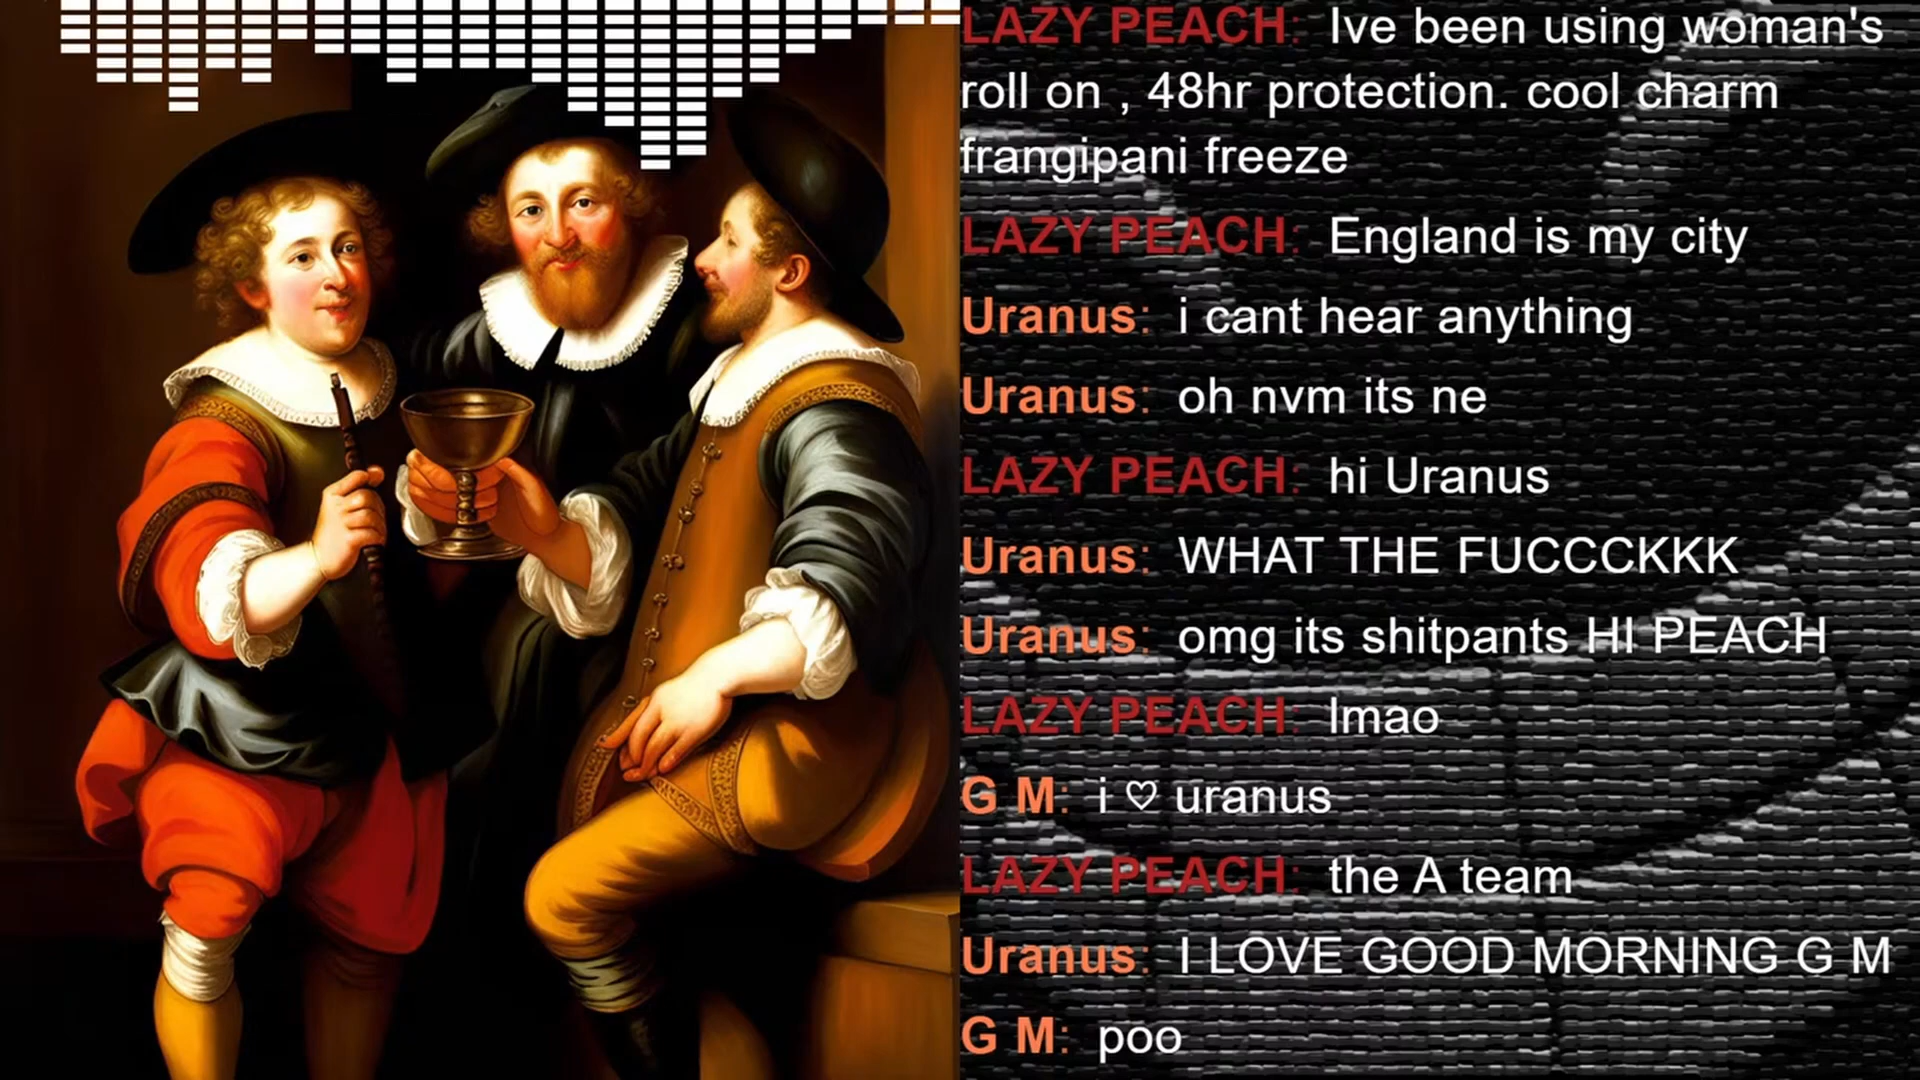 LAZY PEACH: Ive been using woman's
roll on , 48hr protection. cool charm
frangipani freeze
LAZY PEACH: England is my city
Uranus: i cant hear anything
Uranus: oh nvm its ne
LAZY PEACH: hi Uranus
Uranus: WHAT THE FUCCCKKK
Uranus: omg its shitpants HI PEACH
LAZY PEACH: lmao
G M: i ♡ uranus
LAZY PEACH: the A team
Uranus: I LOVE GOOD MORNING G M
G M: poo